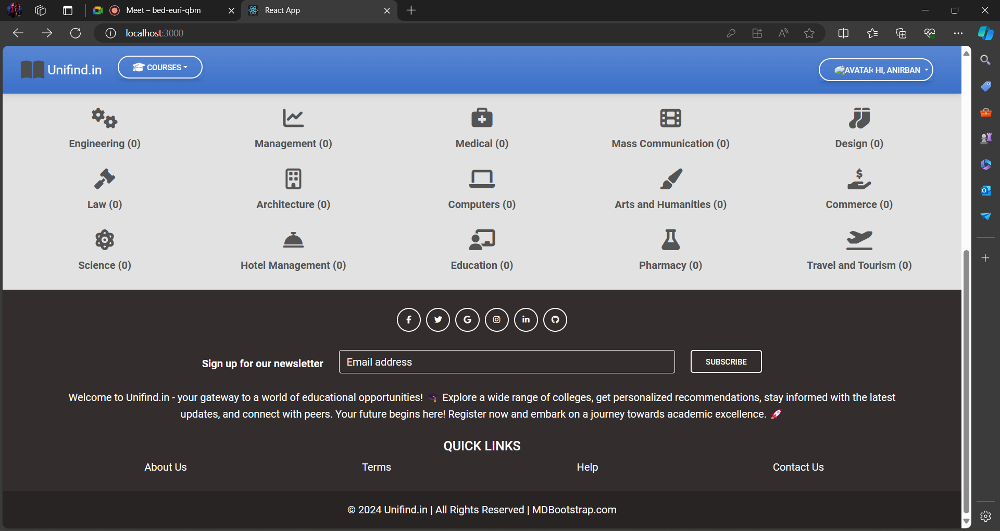 Meet – bed-euri-qbm
React App
localhost:3000
Unifind.in
COURSES
AVATAR HI, ANIRBAN
Engineering (0)
Management (0)
Medical (0)
Mass Communication (0)
Design (0)
Law (0)
Architecture (0)
Computers (0)
Arts and Humanities (0)
Commerce (0)
Science (0)
Hotel Management (0)
Education (0)
Pharmacy (0)
Travel and Tourism (0)
Sign up for our newsletter
Email address
SUBSCRIBE
Welcome to Unifind.in - your gateway to a world of educational opportunities! 🎓 Explore a wide range of colleges, get personalized recommendations, stay informed with the latest
updates, and connect with peers. Your future begins here! Register now and embark on a journey towards academic excellence. 🚀
QUICK LINKS
About Us
Terms
Help
Contact Us
© 2024 Unifind.in | All Rights Reserved | MDBootstrap.com